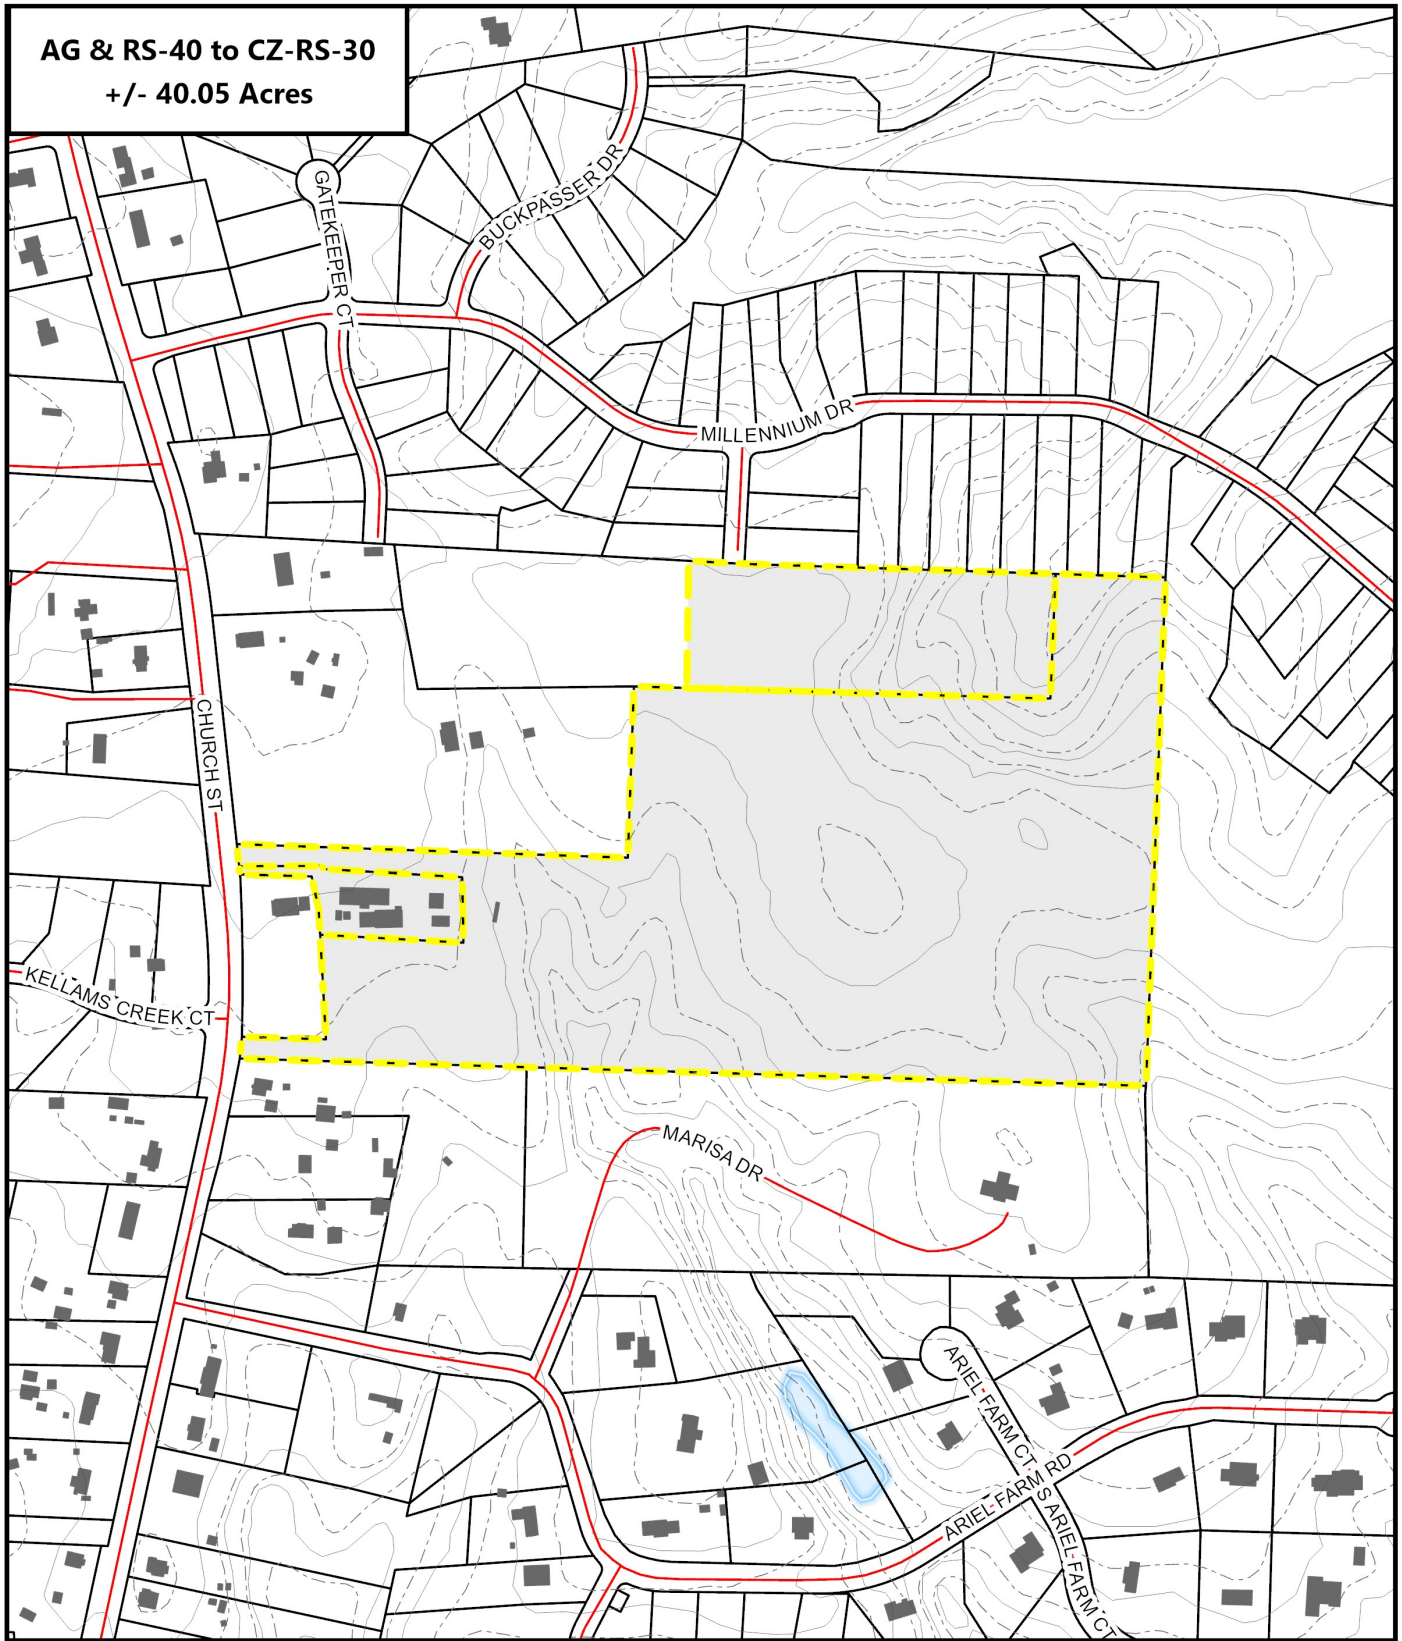 AG & RS-40 to CZ-RS-30
+/- 40.05 Acres
GATEKEEPER CT
BUCKPASSER DR
MILLENNIUM DR
CHURCH ST
KELLAMS CREEK CT
MARISA DR
ARIEL FARM CT
ARIEL FARM RD
S ARIEL FARM CT